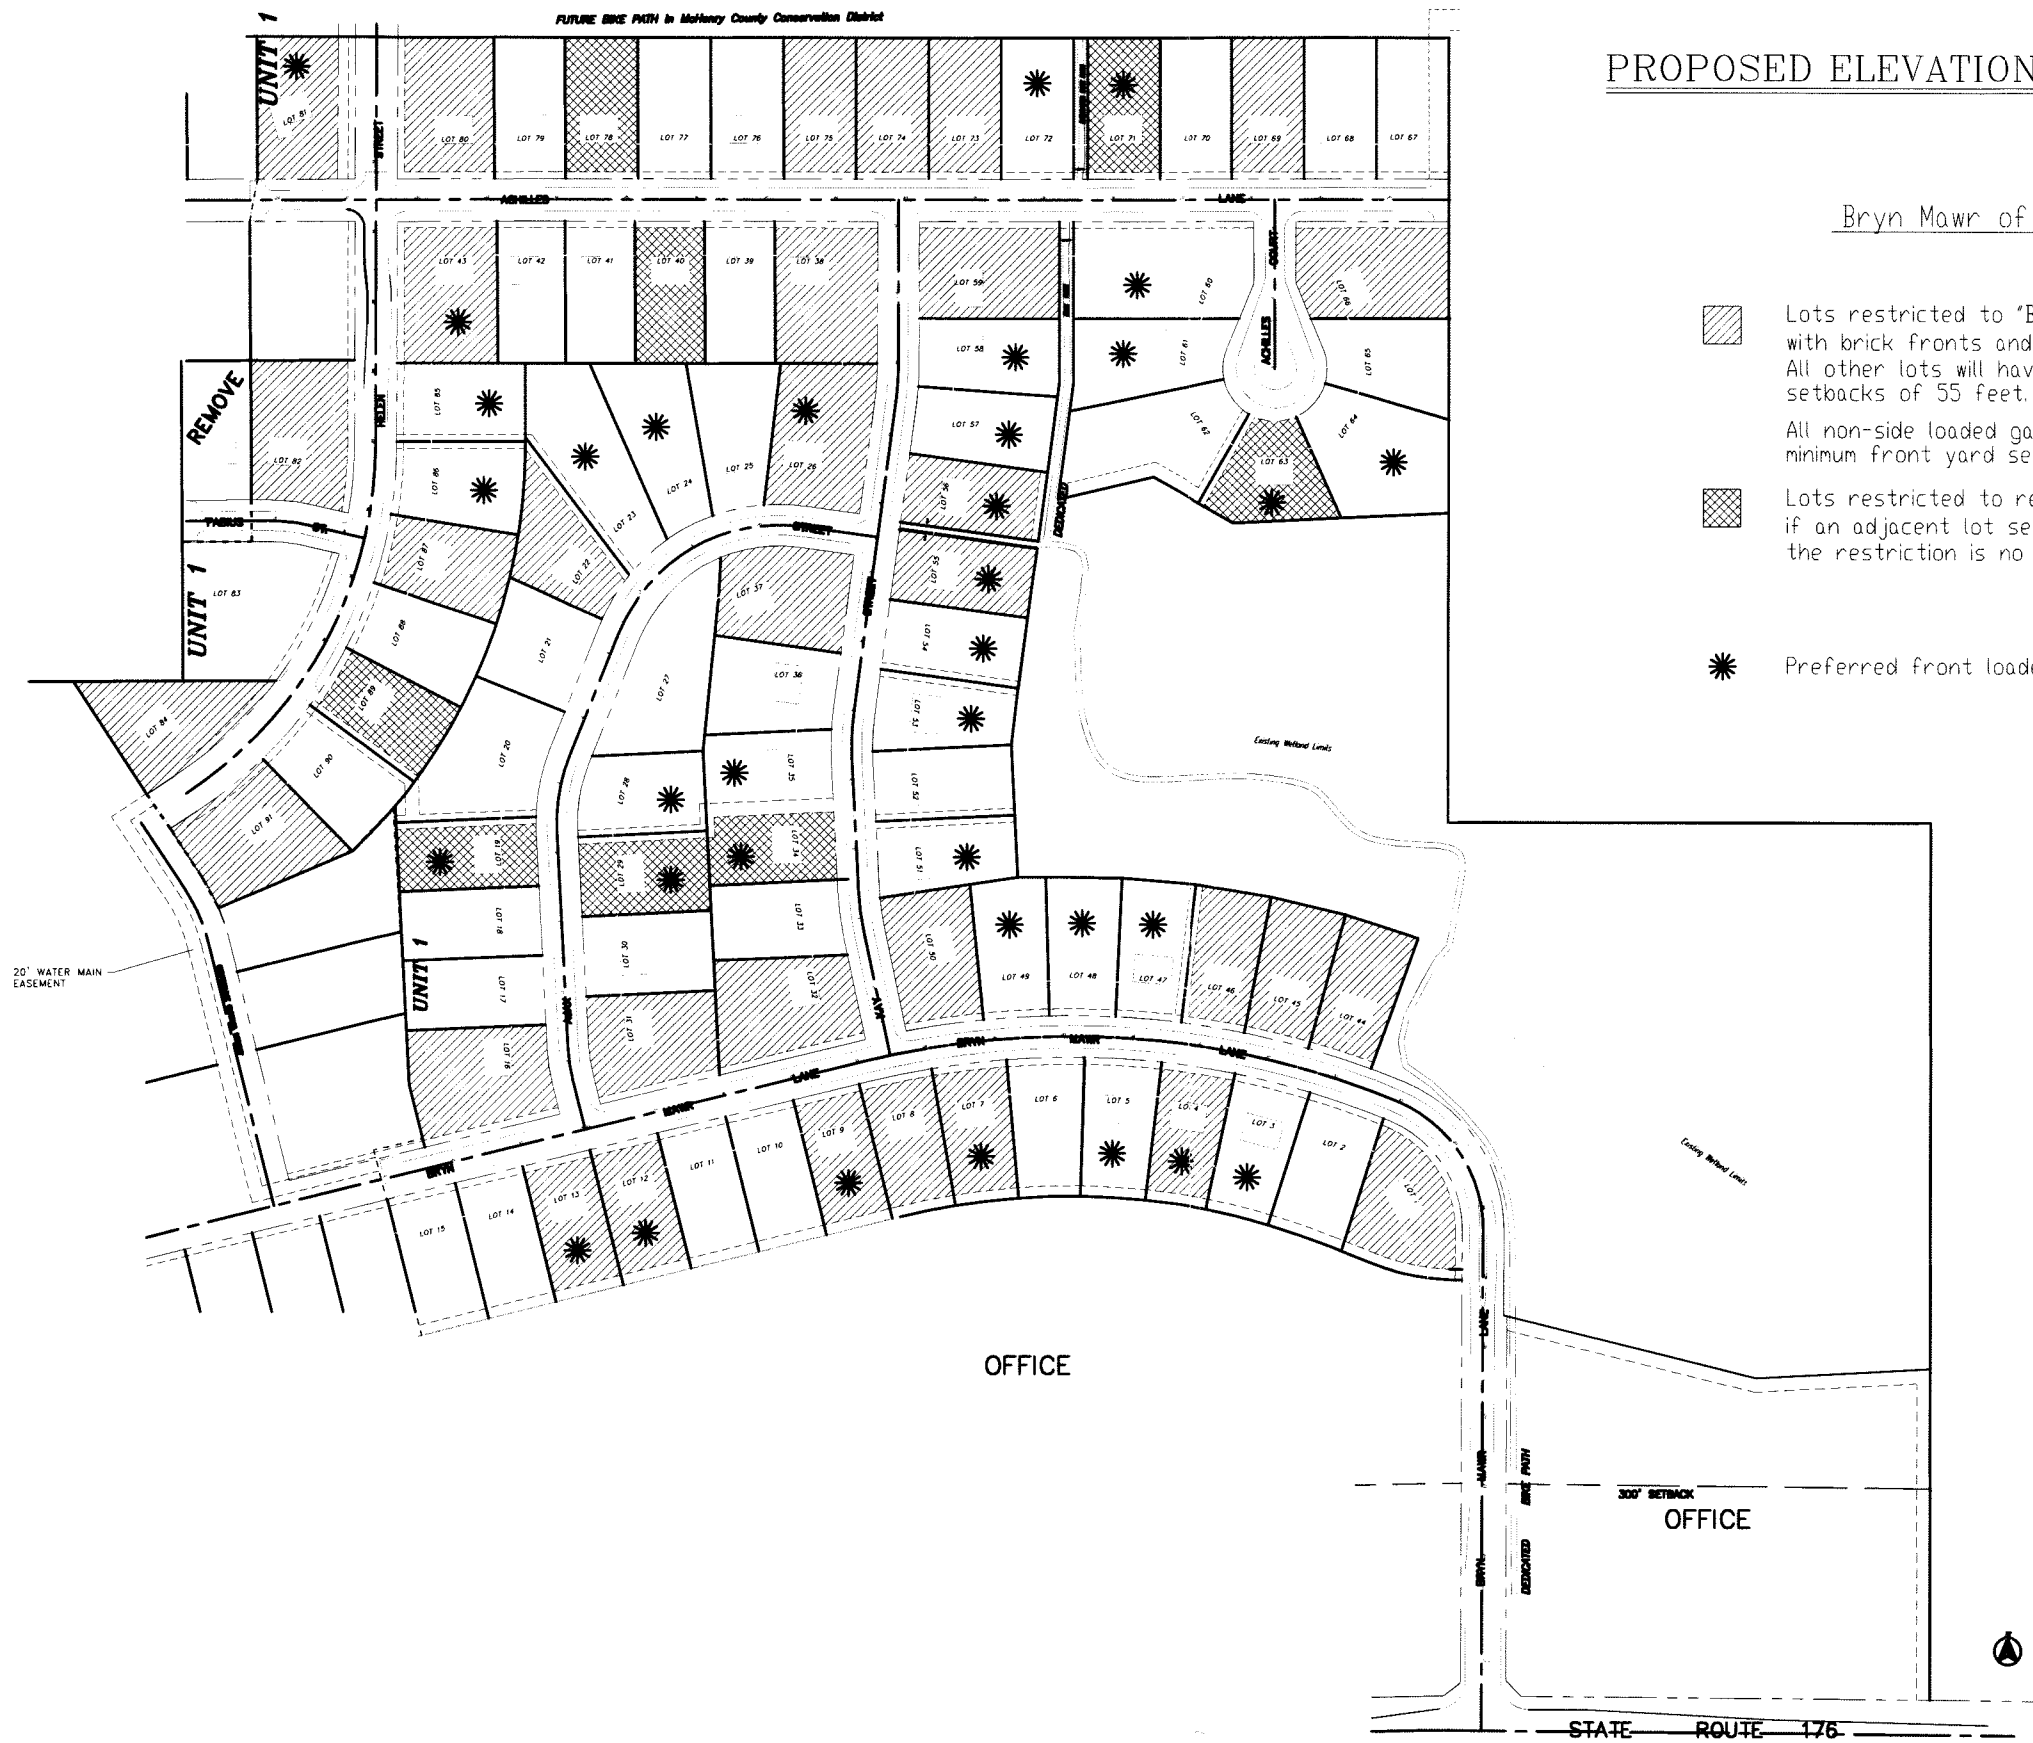 FUTURE BIKE PATH in McHenry County Conservation District
UNIT 1
PROPOSED ELEVATION
Bryn Mawr of
Lots restricted to "B
with brick fronts and
All other lots will hav
setbacks of 55 feet.
All non-side loaded ga
minimum front yard se
Lots restricted to re
if an adjacent lot se
the restriction is no
Preferred front loade
LOT 81
STREET
LOT 80
LOT 79
LOT 78
LOT 77
LOT 76
LOT 75
LOT 74
LOT 73
LOT 72
LOT 71
LOT 70
LOT 69
LOT 68
LOT 67
ACHILLES
LANE
LOT 43
LOT 42
LOT 41
LOT 40
LOT 39
LOT 38
LOT 59
LOT 60
COURT
LOT 66
REMOVE
HELEN
LOT 58
LOT 61
ACHILLES
LOT 65
LOT 85
LOT 82
LOT 86
LOT 23
LOT 24
LOT 25
LOT 26
LOT 57
LOT 62
LOT 63
LOT 64
LOT 56
DEDICATED
ST.
STREET
UNIT 1
LOT 83
LOT 87
LOT 22
LOT 37
STREET
LOT 55
LOT 88
LOT 21
LOT 54
LOT 84
LOT 89
LOT 27
LOT 36
LOT 53
LOT 90
LOT 20
LOT 28
LOT 35
LOT 52
Existing Wetland Limits
LOT 91
LOT 19
LOT 29
LOT 34
LOT 51
20' WATER MAIN
EASEMENT
UNIT 1
LOT 18
LOT 30
LOT 33
LOT 50
LOT 49
LOT 48
LOT 47
LOT 46
LOT 45
LOT 44
LOT 17
LOT 31
LOT 32
LOT 16
BRYN
MAWR
LANE
BRYN
MAWR
LANE
LOT 15
LOT 14
LOT 13
LOT 12
LOT 11
LOT 10
LOT 9
LOT 8
LOT 7
LOT 6
LOT 5
LOT 4
LOT 3
LOT 2
LOT 1
Existing Wetland Limits
OFFICE
LANE
MAWR
BRYN
DEDICATED BIKE PATH
300' SETBACK
OFFICE
STATE ROUTE 176